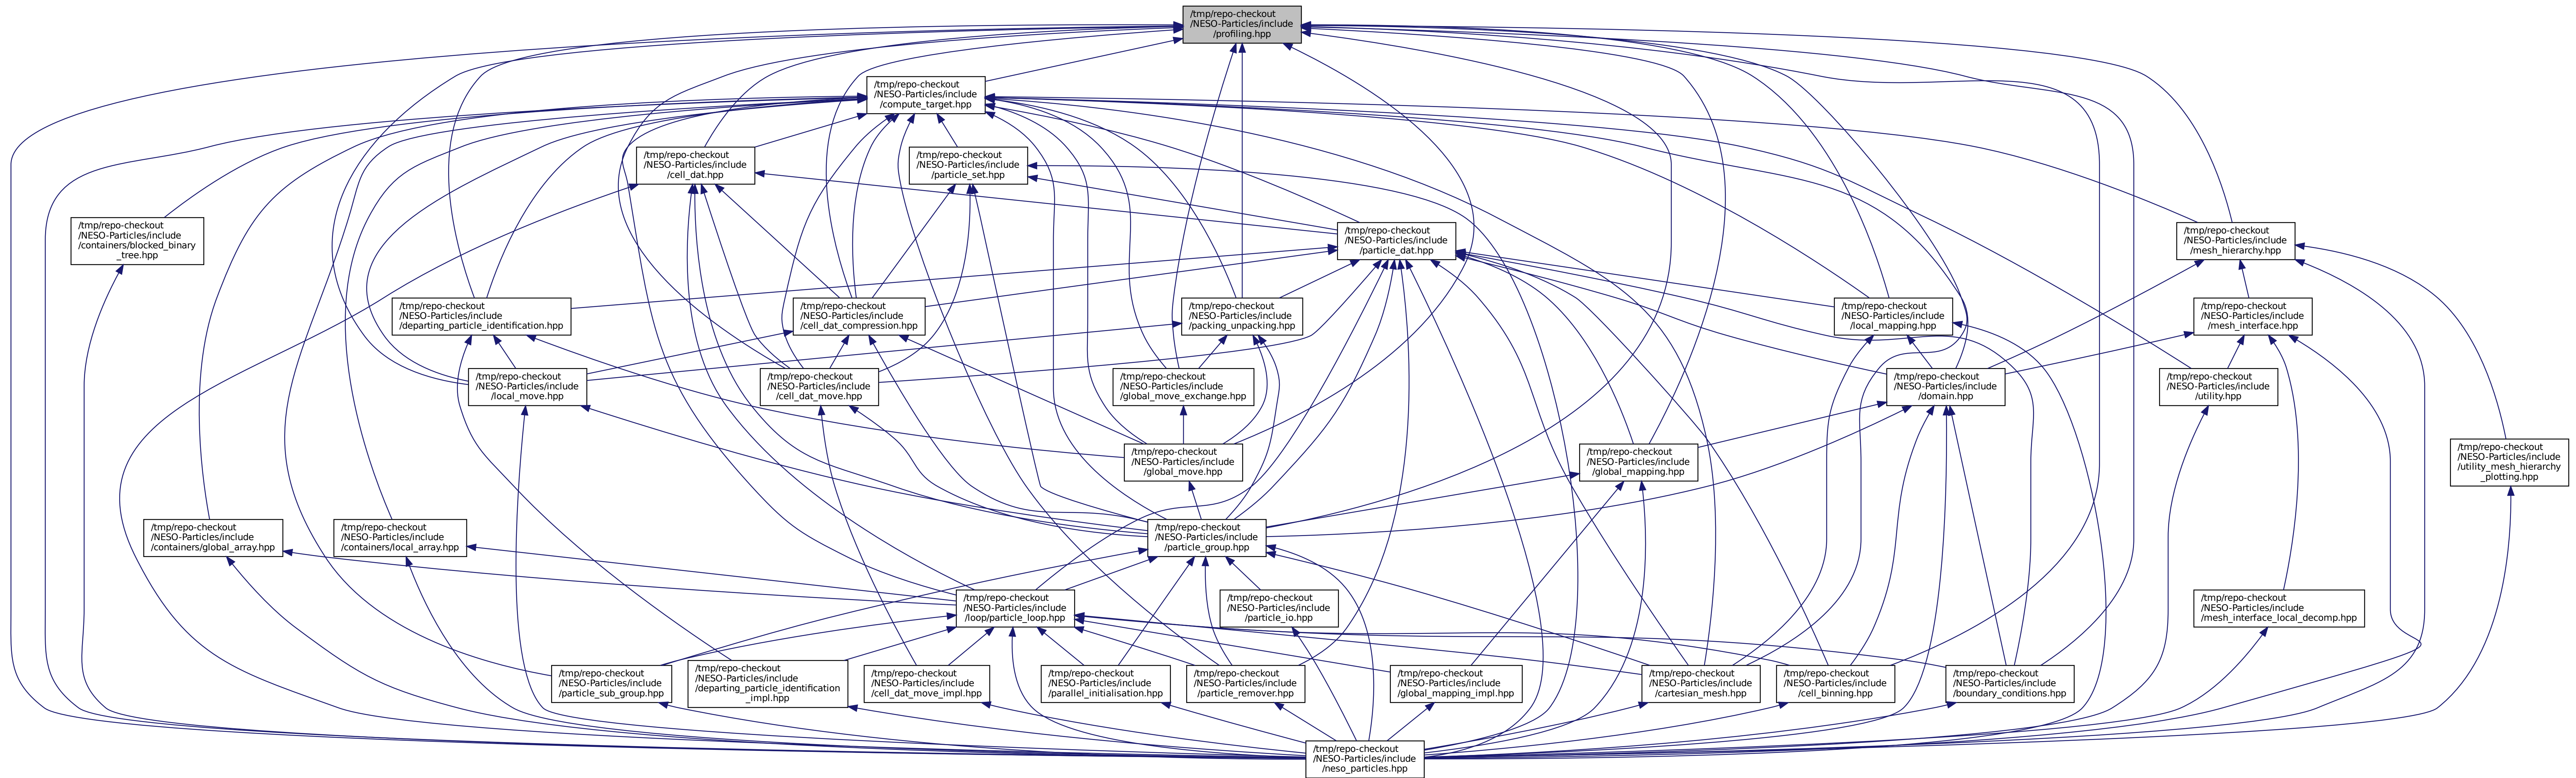 /tmp/repo-checkout
/NESO-Particles/include
/profiling.hpp
/tmp/repo-checkout
/NESO-Particles/include
/compute_target.hpp
/tmp/repo-checkout
/NESO-Particles/include
/cell_dat.hpp
/tmp/repo-checkout
/NESO-Particles/include
/particle_set.hpp
/tmp/repo-checkout
/NESO-Particles/include
/containers/blocked_binary
_tree.hpp
/tmp/repo-checkout
/NESO-Particles/include
/particle_dat.hpp
/tmp/repo-checkout
/NESO-Particles/include
/mesh_hierarchy.hpp
/tmp/repo-checkout
/NESO-Particles/include
/departing_particle_identification.hpp
/tmp/repo-checkout
/NESO-Particles/include
/cell_dat_compression.hpp
/tmp/repo-checkout
/NESO-Particles/include
/packing_unpacking.hpp
/tmp/repo-checkout
/NESO-Particles/include
/local_mapping.hpp
/tmp/repo-checkout
/NESO-Particles/include
/mesh_interface.hpp
/tmp/repo-checkout
/NESO-Particles/include
/local_move.hpp
/tmp/repo-checkout
/NESO-Particles/include
/cell_dat_move.hpp
/tmp/repo-checkout
/NESO-Particles/include
/global_move_exchange.hpp
/tmp/repo-checkout
/NESO-Particles/include
/domain.hpp
/tmp/repo-checkout
/NESO-Particles/include
/utility.hpp
/tmp/repo-checkout
/NESO-Particles/include
/global_move.hpp
/tmp/repo-checkout
/NESO-Particles/include
/global_mapping.hpp
/tmp/repo-checkout
/NESO-Particles/include
/utility_mesh_hierarchy
_plotting.hpp
/tmp/repo-checkout
/NESO-Particles/include
/containers/global_array.hpp
/tmp/repo-checkout
/NESO-Particles/include
/containers/local_array.hpp
/tmp/repo-checkout
/NESO-Particles/include
/particle_group.hpp
/tmp/repo-checkout
/NESO-Particles/include
/loop/particle_loop.hpp
/tmp/repo-checkout
/NESO-Particles/include
/particle_io.hpp
/tmp/repo-checkout
/NESO-Particles/include
/mesh_interface_local_decomp.hpp
/tmp/repo-checkout
/NESO-Particles/include
/particle_sub_group.hpp
/tmp/repo-checkout
/NESO-Particles/include
/departing_particle_identification
_impl.hpp
/tmp/repo-checkout
/NESO-Particles/include
/cell_dat_move_impl.hpp
/tmp/repo-checkout
/NESO-Particles/include
/parallel_initialisation.hpp
/tmp/repo-checkout
/NESO-Particles/include
/particle_remover.hpp
/tmp/repo-checkout
/NESO-Particles/include
/global_mapping_impl.hpp
/tmp/repo-checkout
/NESO-Particles/include
/cartesian_mesh.hpp
/tmp/repo-checkout
/NESO-Particles/include
/cell_binning.hpp
/tmp/repo-checkout
/NESO-Particles/include
/boundary_conditions.hpp
/tmp/repo-checkout
/NESO-Particles/include
/neso_particles.hpp